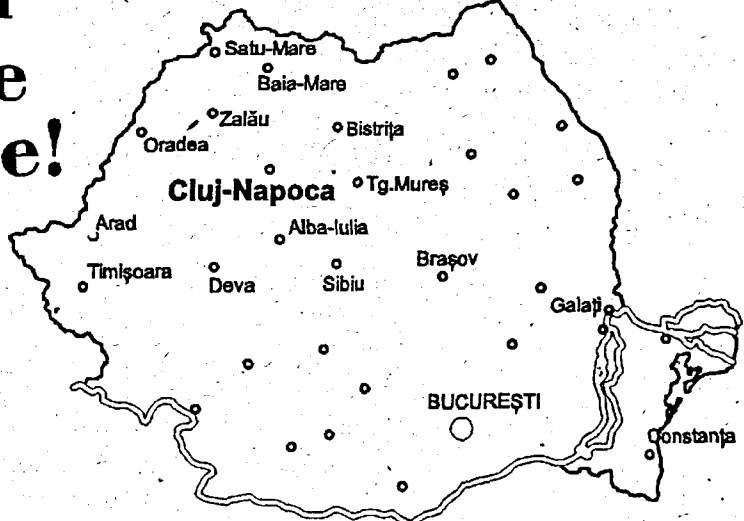 e!
Satu-Mare
Baia-Mare
Zalău
Oradea
Bistrița
Cluj-Napoca
Tg.Mureș
Arad
Alba-Iulia
Timișoara
Deva
Sibiu
Brașov
Galați
BUCUREȘTI
Constanța